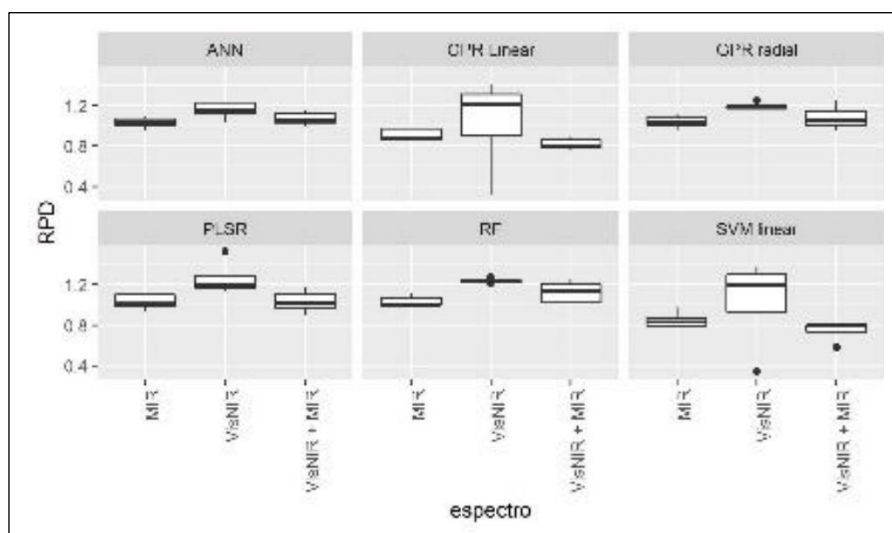 ANN
GPR Linear
GPR radial
1.2
0.8
0.4
RPD
PLSR
RF
SVM linear
1.2
0.8
0.4
MIR
VisNIR
VisNIR + MIR
MIR
VisNIR
VisNIR + MIR
MIR
VisNIR
VisNIR + MIR
espectro